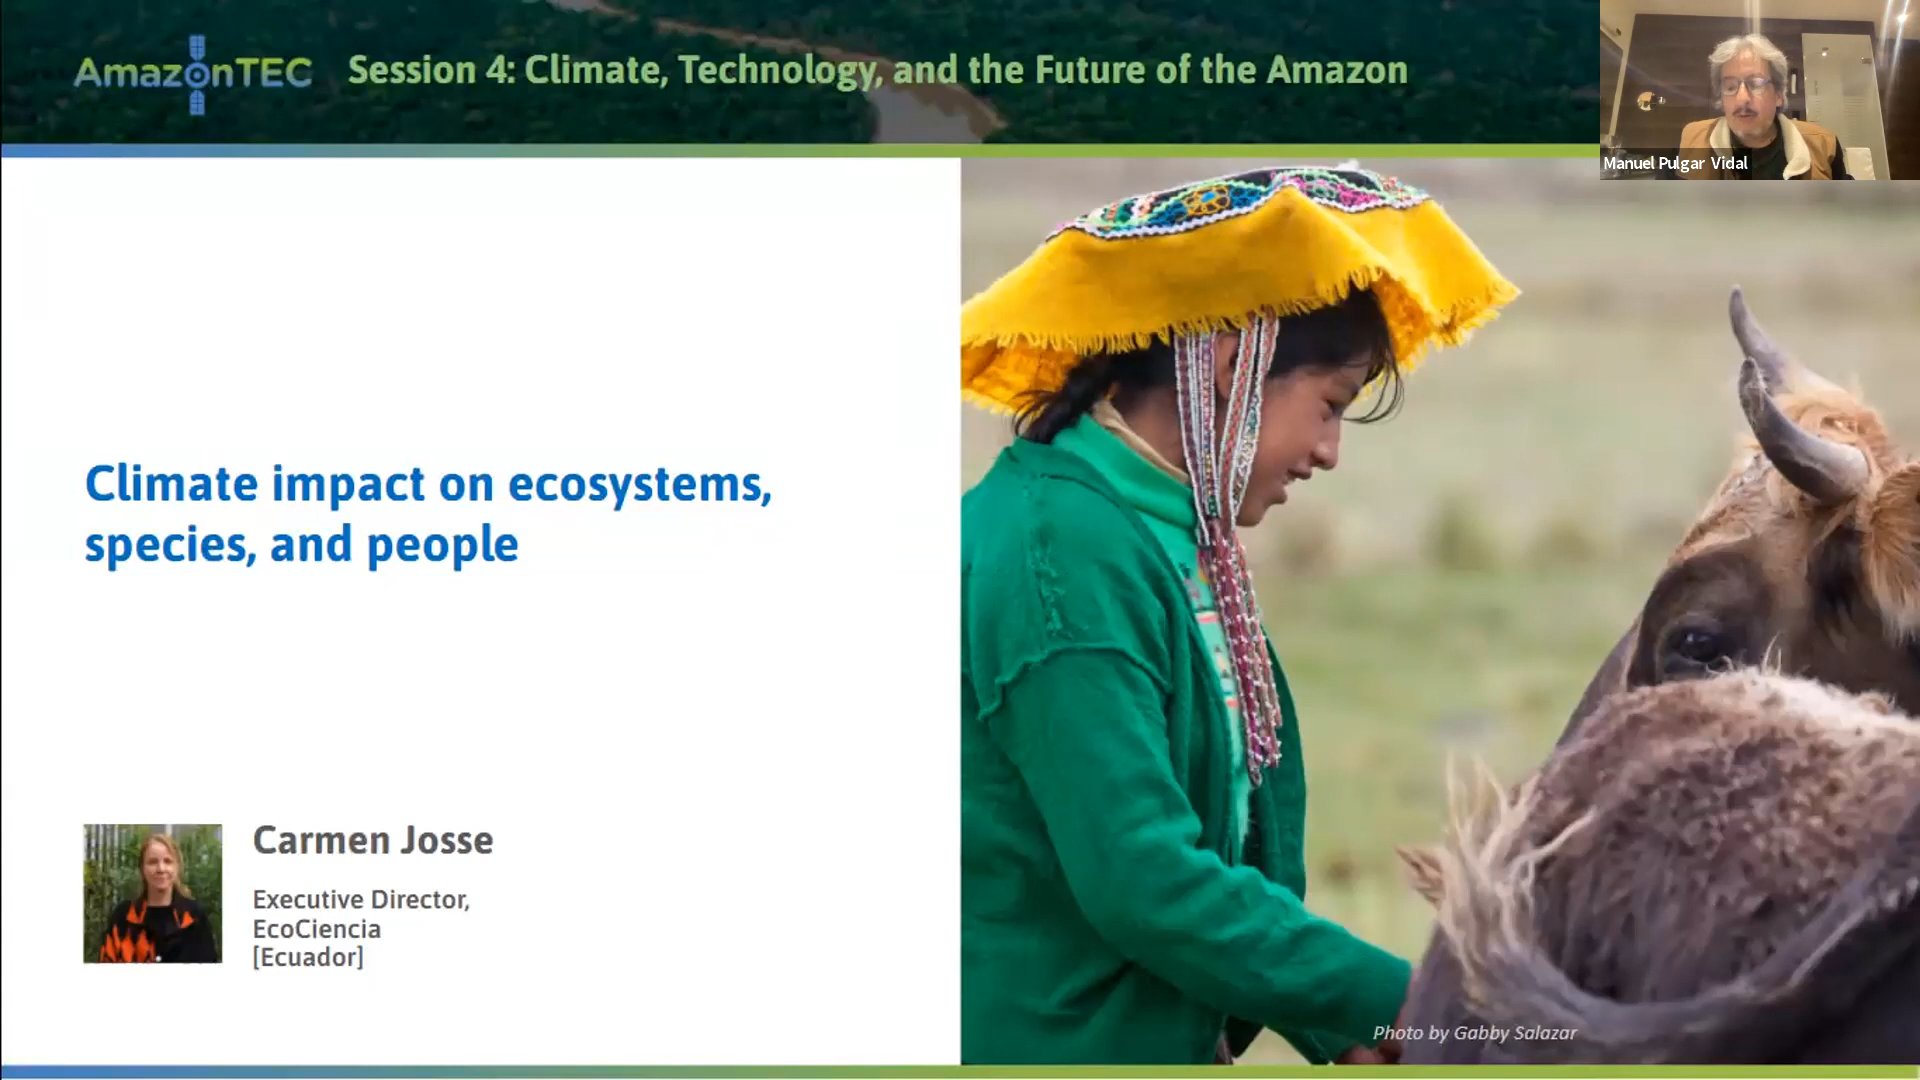 AmazonTEC
Session 4: Climate, Technology, and the Future of the Amazon
Manuel Pulgar Vidal
Climate impact on ecosystems,
species, and people
Carmen Josse
Executive Director,
EcoCiencia
[Ecuador]
Photo by Gabby Salazar